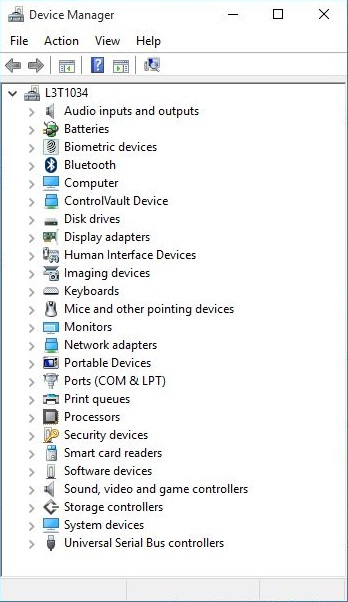 Device Manager
File Action View Help
L3T1034
Audio inputs and outputs
Batteries
Biometric devices
Bluetooth
Computer
ControlVault Device
Disk drives
Display adapters
Human Interface Devices
Imaging devices
Keyboards
Mice and other pointing devices
Monitors
Network adapters
Portable Devices
Ports (COM & LPT)
Print queues
Processors
Security devices
Smart card readers
Software devices
Sound, video and game controllers
Storage controllers
System devices
Universal Serial Bus controllers